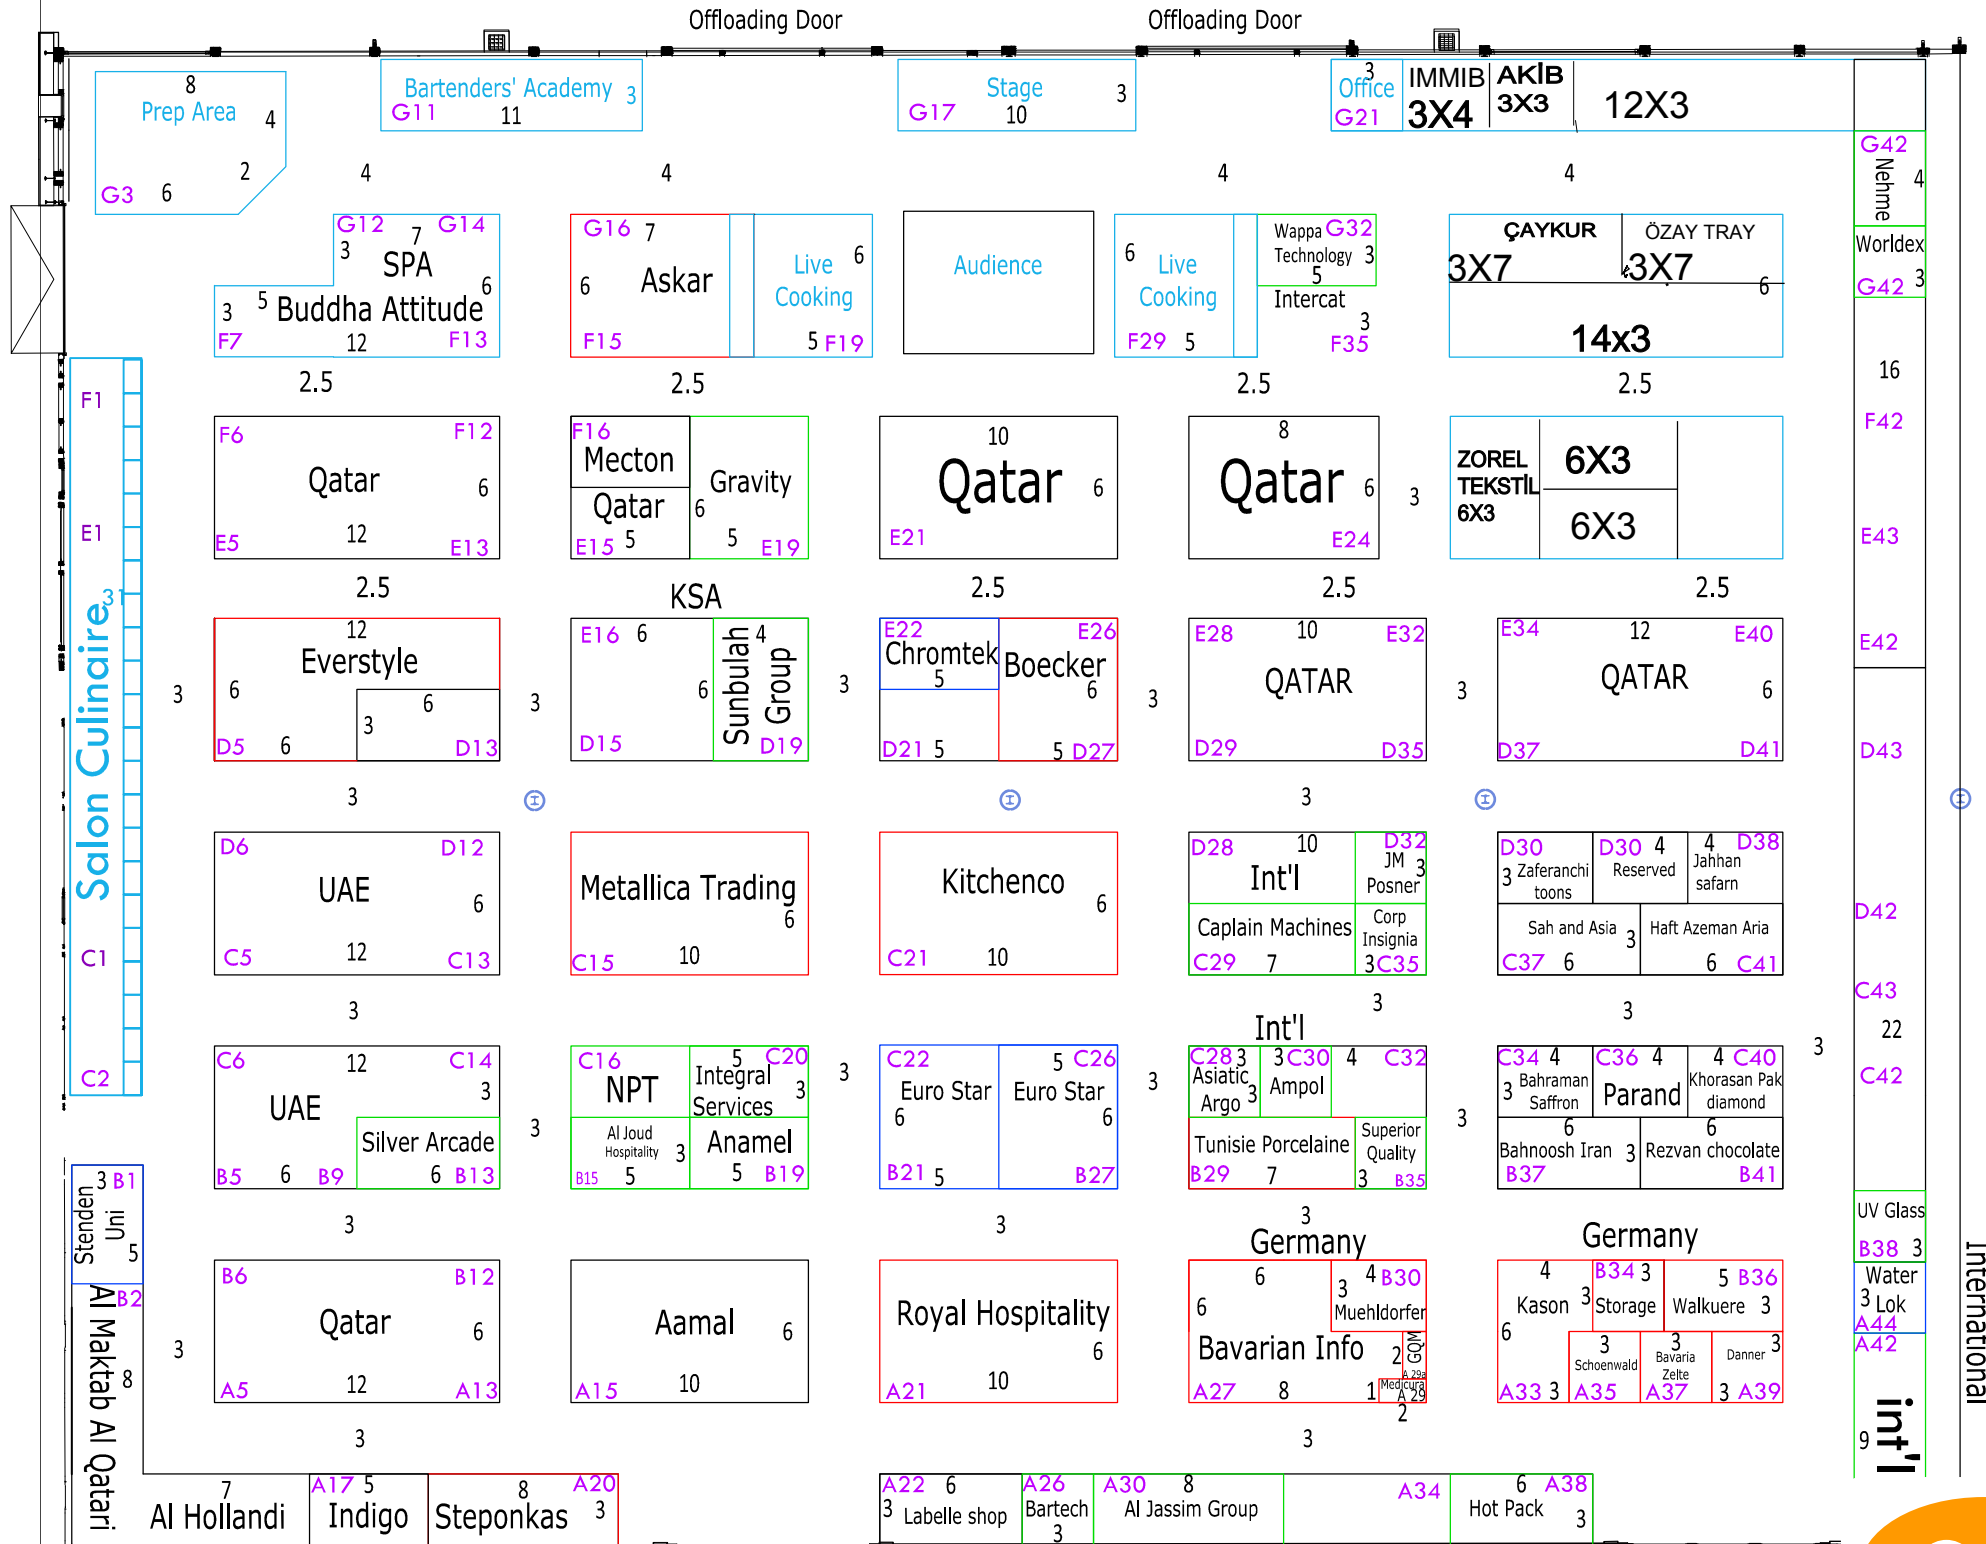 Offloading Door
Offloading Door
8
Prep Area
4
2
G3 6
Bartenders' Academy 3
G11 11
Stage 3
G17 10
3
Office
G21
IMMIB
3X4
AKİB
3X3
12X3
G42
Nehme 4
4
4
4
4
G12 7 G14
3 SPA
6
3 5 Buddha Attitude
F7 12 F13
G16 7
6 Askar
F15
6
Live
Cooking
5 F19
Audience
6
Live
Cooking
F29 5
Wappa G32
Technology 3
5
Intercat
3
F35
ÇAYKUR
3X7
ÖZAY TRAY
3X7
6
14x3
Worldex
G42 3
16
2.5
2.5
2.5
2.5
F1
E1
31
Salon Culinaire
C1
C2
F6 F12
Qatar 6
E5 12 E13
F16
Mecton
Qatar
E15 5
Gravity
6
5 E19
10
Qatar 6
E21
8
Qatar 6
E24
3
ZOREL
TEKSTİL
6X3
6X3
6X3
F42
E43
2.5
KSA
2.5
2.5
2.5
E42
12
Everstyle
6
6
3
D5 6 D13
3
3
E16 6
6
D15
4
Sunbulah
Group
D19
3
E22
Chromtek
5
D21 5
E26
Boecker
6
5 D27
3
E28 10 E32
QATAR
D29 D35
3
E34 12 E40
QATAR
6
D37 D41
D43
3
3
D6 D12
UAE
6
C5 12 C13
Metallica Trading
6
C15 10
Kitchenco
6
C21 10
D28 10
Int'l
D32
JM 3
Posner
Captain Machines
C29 7
Corp
Insignia
3 C35
D30
3 Zaferanchi
toons
D30 4
Reserved
4 D38
Jahhan
safarn
Sah and Asia 3
C37 6
Haft Azeman Aria
6 C41
D42
C43
22
C42
3
3
Int'l
3
3
C6 12 C14
3
UAE
Silver Arcade
B5 6 B9 6 B13
3
C16
NPT
5 C20
Integral 3
Services
Al Joud
Hospitality 3
B15 5
Anamel
5 B19
3
C22
Euro Star
6
B21 5
5 C26
Euro Star
6
B27
3
C28 3
Asiatic
Argo 3
3 C30
Ampol
4 C32
Tunisie Porcelaine
B29 7
Superior
Quality
3 B35
3
C34 4
3 Bahraman
Saffron
C36 4
Parand
4 C40
Khorasan Pak
diamond
6
Bahnoosh Iran 3
B37
6
Rezvan chocolate
B41
3
3 B1
Stenden
Uni
5
B2
3
3
3
Germany
Germany
UV Glass
B38 3
Water
3 Lok
A44
A42
int'l
9
International
Al Maktab Al Qatari
8
3
B6 B12
Qatar 6
A5 12 A13
Aamal 6
A15 10
Royal Hospitality
6
A21 10
6
6
Bavarian Info
A27 8
4 B30
3
Muehldorfer
2 GQM
A 29a
Medicura
1 A 29
2
4
Kason 3
6
A33 3
B34 3
Storage
5 B36
Walkuere 3
3
Schoenwald
A35
3
Bavaria
Zelte
A37
Danner 3
3 A39
3
3
7
Al Hollandi
A17 5
Indigo
8 A20
Steponkas 3
A22 6
3 Labelle shop
A26
Bartech
3
A30 8
Al Jassim Group
A34
6 A38
Hot Pack
3